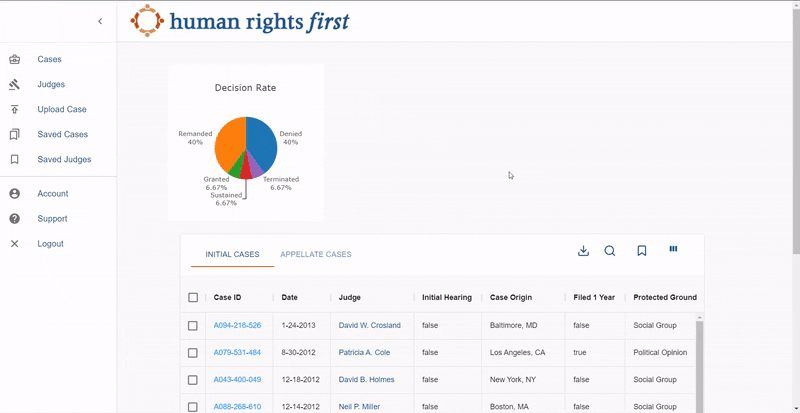 human rights first
Cases
Judges
Upload Case
Saved Cases
Saved Judges
Account
Support
Logout
Decision Rate
Remanded
40%
Denied
40%
Granted
6.67%
Sustained
6.67%
Terminated
6.67%
INITIAL CASES APPELLATE CASES
Case ID Date Judge Initial Hearing Case Origin Filed 1 Year Protected Ground
A094-216-526 1-24-2013 David W. Crosland false Baltimore, MD false Social Group
A079-531-484 8-30-2012 Patricia A. Cole false Los Angeles, CA true Political Opinion
A043-400-049 12-18-2012 David B. Holmes false New York, NY false Social Group
A088-268-610 12-14-2012 Neil P. Miller false Boston, MA false Social Group